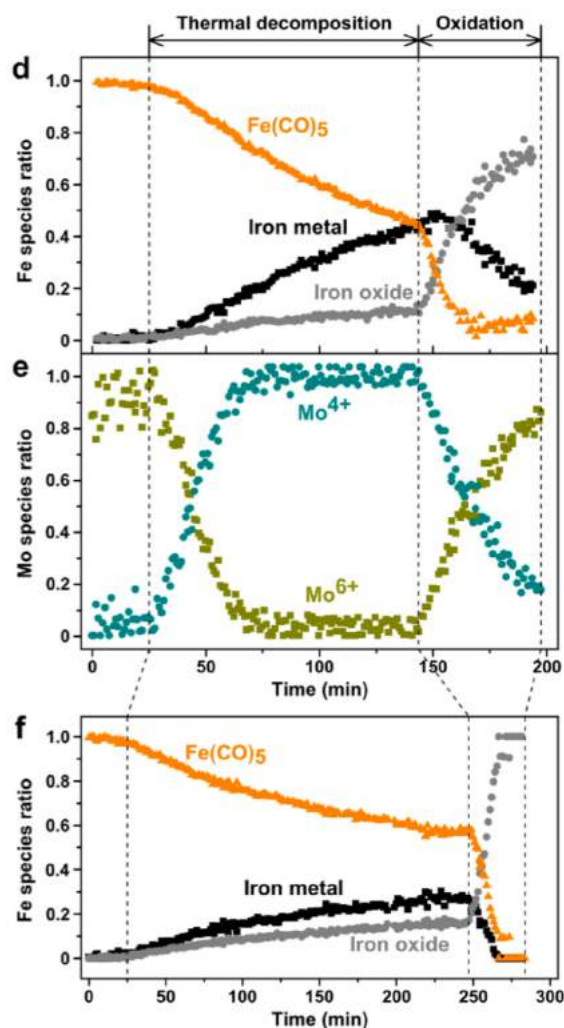 Thermal decomposition Oxidation
d
1.0
0.8
0.6
0.4
0.2
0
Fe species ratio
Fe(CO)5
Iron metal
Iron oxide
e
1.0
0.8
0.6
0.4
0.2
0
Mo species ratio
Mo4+
Mo6+
0 50 100 150 200
Time (min)
f
1.0
0.8
0.6
0.4
0.2
0
Fe species ratio
Fe(CO)5
Iron metal
Iron oxide
0 50 100 150 200 250 300
Time (min)